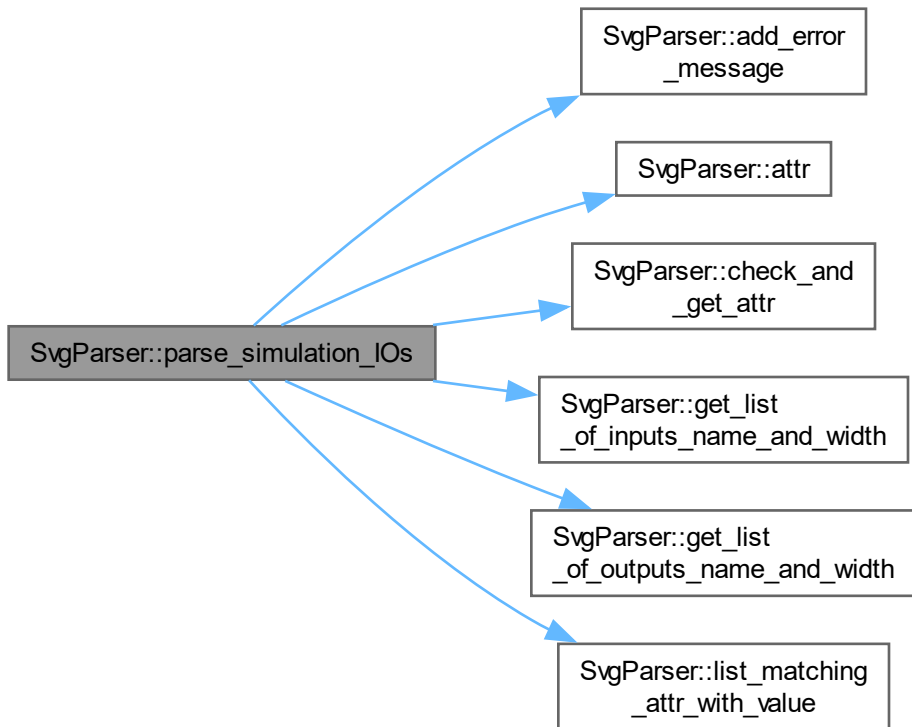 SvgParser::add_error
_message
SvgParser::attr
SvgParser::check_and
_get_attr
SvgParser::parse_simulation_IOs
SvgParser::get_list
_of_inputs_name_and_width
SvgParser::get_list
_of_outputs_name_and_width
SvgParser::list_matching
_attr_with_value